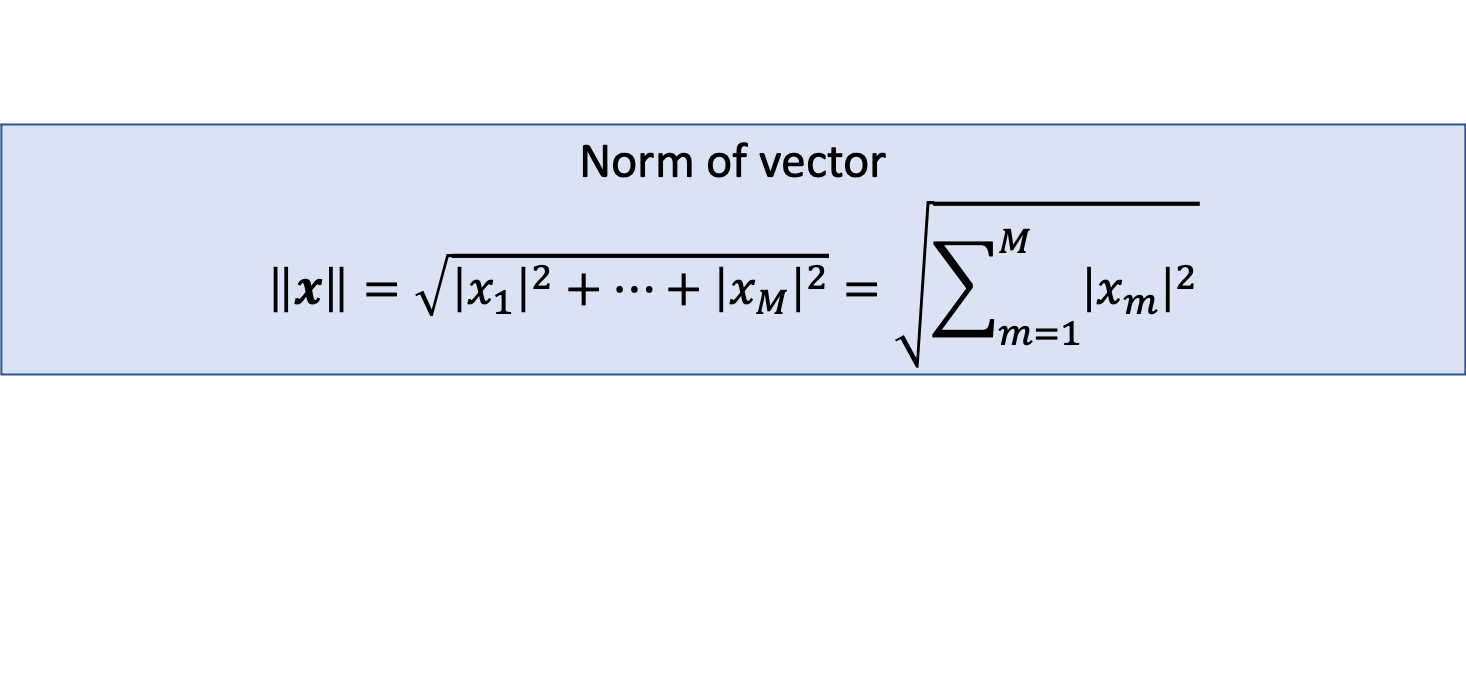 Norm of vector
‖𝒙‖ = √(|x₁|² + ⋯ + |x_M|²) = √(∑_{m=1}^{M} |x_m|²)